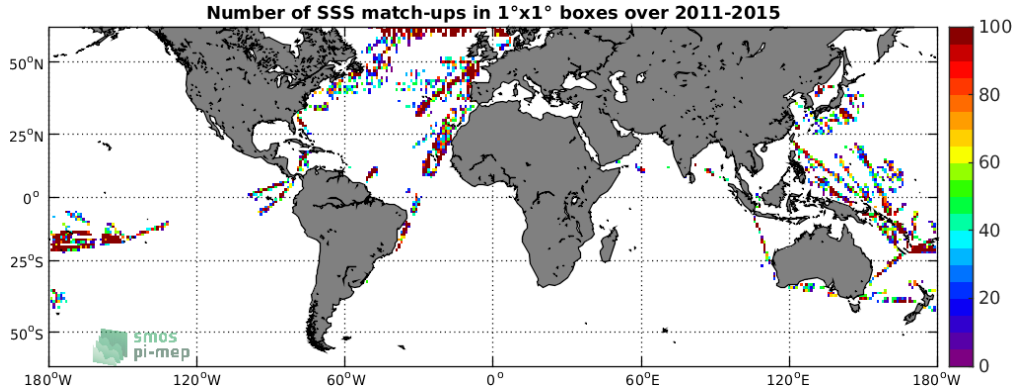 Number of SSS match-ups in 1°x1° boxes over 2011-2015
50°N
25°N
0°
25°S
50°S
180°W
120°W
60°W
0°
60°E
120°E
180°W
100
80
60
40
20
0
smos
pi-mep